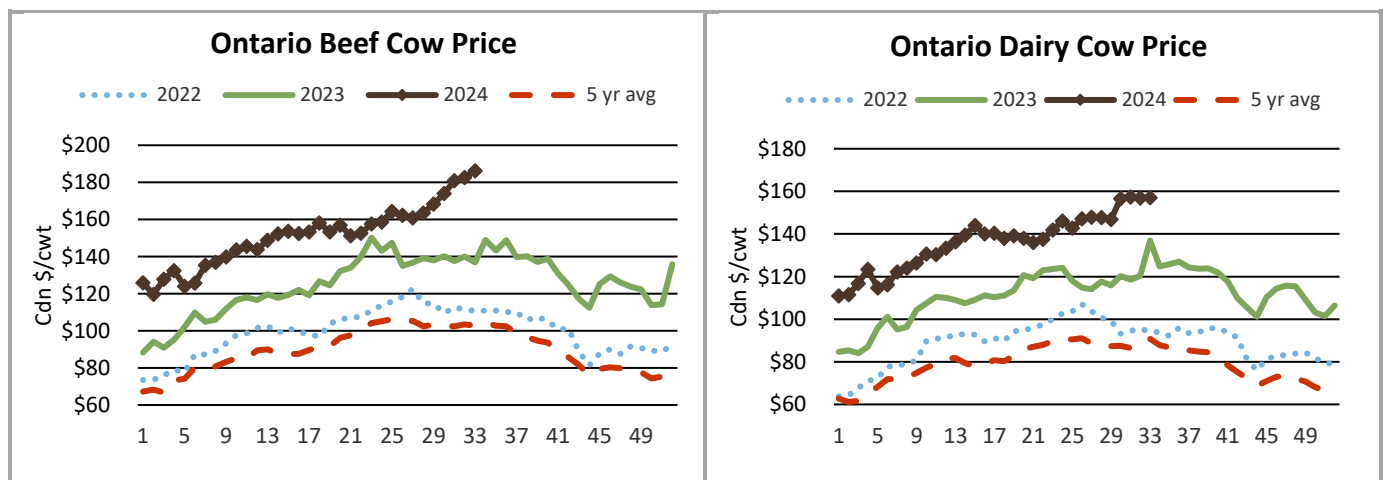 Ontario Beef Cow Price
2022 2023 2024 5 yr avg
Cdn $/cwt
$200
$180
$160
$140
$120
$100
$80
$60
1 5 9 13 17 21 25 29 33 37 41 45 49
Ontario Dairy Cow Price
2022 2023 2024 5 yr avg
Cdn $/cwt
$180
$160
$140
$120
$100
$80
$60
1 5 9 13 17 21 25 29 33 37 41 45 49